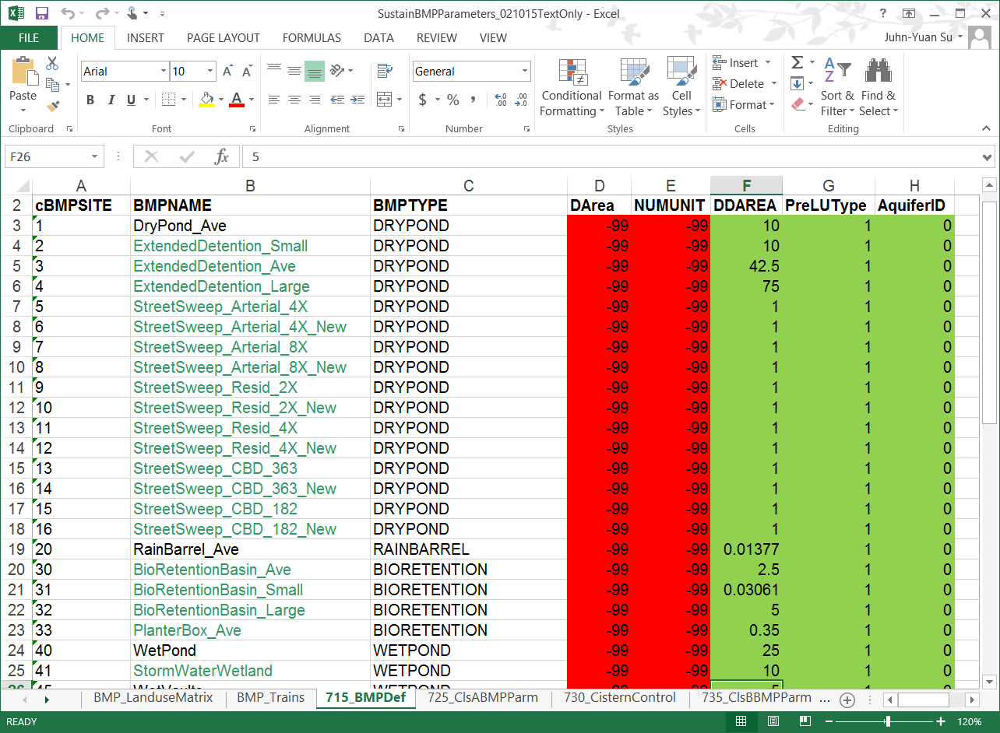 SustainBMPParameters_021015TextOnly - Excel
FILE HOME INSERT PAGE LAYOUT FORMULAS DATA REVIEW VIEW Juhn-Yuan Su
Arial 10 General Insert
Paste Conditional Format as Cell Delete Sort & Find &
B I U $ % Formatting Table Styles Format Filter Select
Clipboard Font Alignment Number Styles Cells Editing
F26 fx 5
A B C D E F G H
2 cBMPSITE BMPNAME BMPTYPE DArea NUMUNIT DDAREA PreLUType AquiferID
3 1 DryPond_Ave DRYPOND -99 -99 10 1 0
4 2 ExtendedDetention_Small DRYPOND -99 -99 10 1 0
5 3 ExtendedDetention_Ave DRYPOND -99 -99 42.5 1 0
6 4 ExtendedDetention_Large DRYPOND -99 -99 75 1 0
7 5 StreetSweep_Arterial_4X DRYPOND -99 -99 1 1 0
8 6 StreetSweep_Arterial_4X_New DRYPOND -99 -99 1 1 0
9 7 StreetSweep_Arterial_8X DRYPOND -99 -99 1 1 0
10 8 StreetSweep_Arterial_8X_New DRYPOND -99 -99 1 1 0
11 9 StreetSweep_Resid_2X DRYPOND -99 -99 1 1 0
12 10 StreetSweep_Resid_2X_New DRYPOND -99 -99 1 1 0
13 11 StreetSweep_Resid_4X DRYPOND -99 -99 1 1 0
14 12 StreetSweep_Resid_4X_New DRYPOND -99 -99 1 1 0
15 13 StreetSweep_CBD_363 DRYPOND -99 -99 1 1 0
16 14 StreetSweep_CBD_363_New DRYPOND -99 -99 1 1 0
17 15 StreetSweep_CBD_182 DRYPOND -99 -99 1 1 0
18 16 StreetSweep_CBD_182_New DRYPOND -99 -99 1 1 0
19 20 RainBarrel_Ave RAINBARREL -99 -99 0.01377 1 0
20 30 BioRetentionBasin_Ave BIORETENTION -99 -99 2.5 1 0
21 31 BioRetentionBasin_Small BIORETENTION -99 -99 0.03061 1 0
22 32 BioRetentionBasin_Large BIORETENTION -99 -99 5 1 0
23 33 PlanterBox_Ave BIORETENTION -99 -99 0.35 1 0
24 40 WetPond WETPOND -99 -99 25 1 0
25 41 StormWaterWetland WETPOND -99 -99 10 1 0
BMP_LanduseMatrix BMP_Trains 715_BMPDef 725_ClsABMPParm 730_CisternControl 735_ClsBBMPParm ...
READY 120%